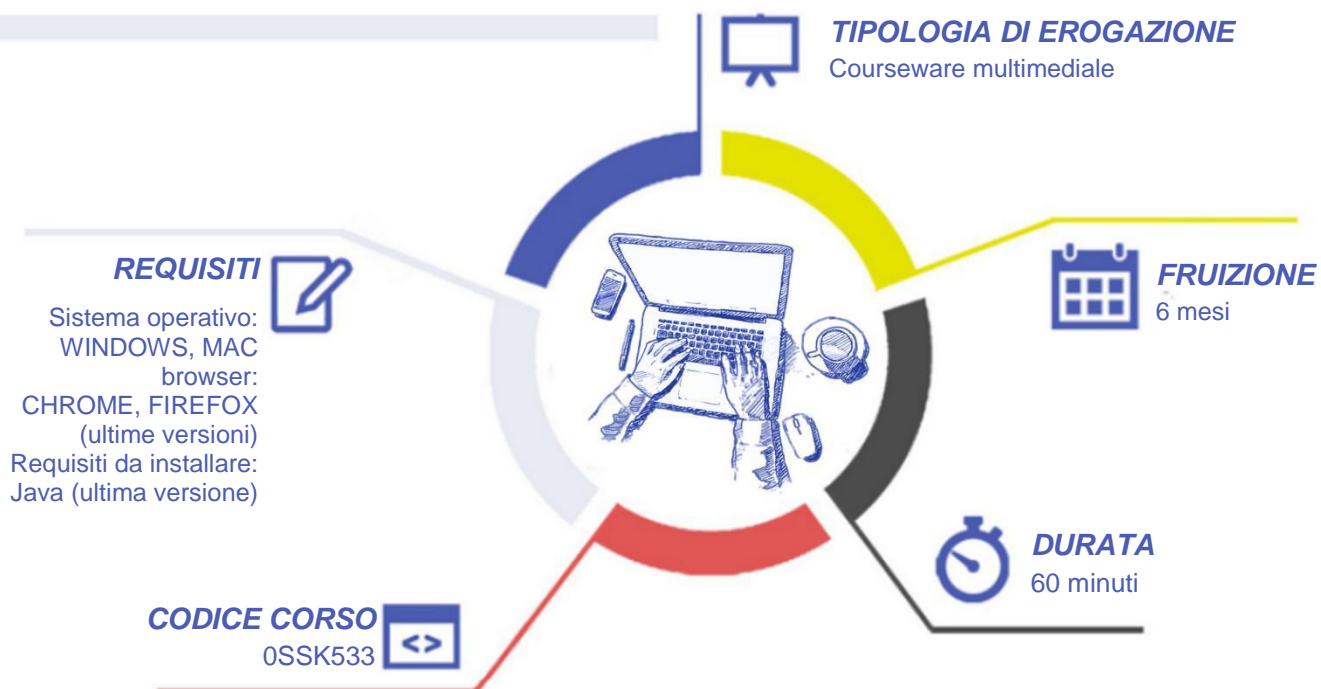 TIPOLOGIA DI EROGAZIONE
Courseware multimediale
REQUISITI
Sistema operativo:
WINDOWS, MAC
browser:
CHROME, FIREFOX
(ultime versioni)
Requisiti da installare:
Java (ultima versione)
FRUIZIONE
6 mesi
DURATA
60 minuti
CODICE CORSO
0SSK533